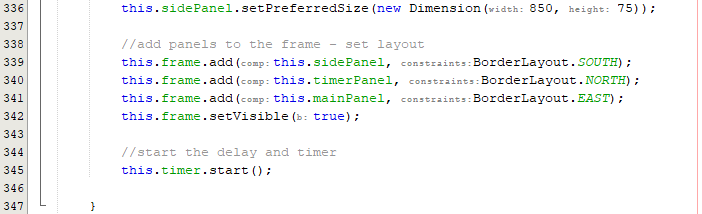 336 this.sidePanel.setPreferredSize(new Dimension(width: 850, height: 75));
337
338 //add panels to the frame - set layout
339 this.frame.add(comp: this.sidePanel, constraints: BorderLayout.SOUTH);
340 this.frame.add(comp: this.timerPanel, constraints: BorderLayout.NORTH);
341 this.frame.add(comp: this.mainPanel, constraints: BorderLayout.EAST);
342 this.frame.setVisible(b: true);
343
344 //start the delay and timer
345 this.timer.start();
346
347 }